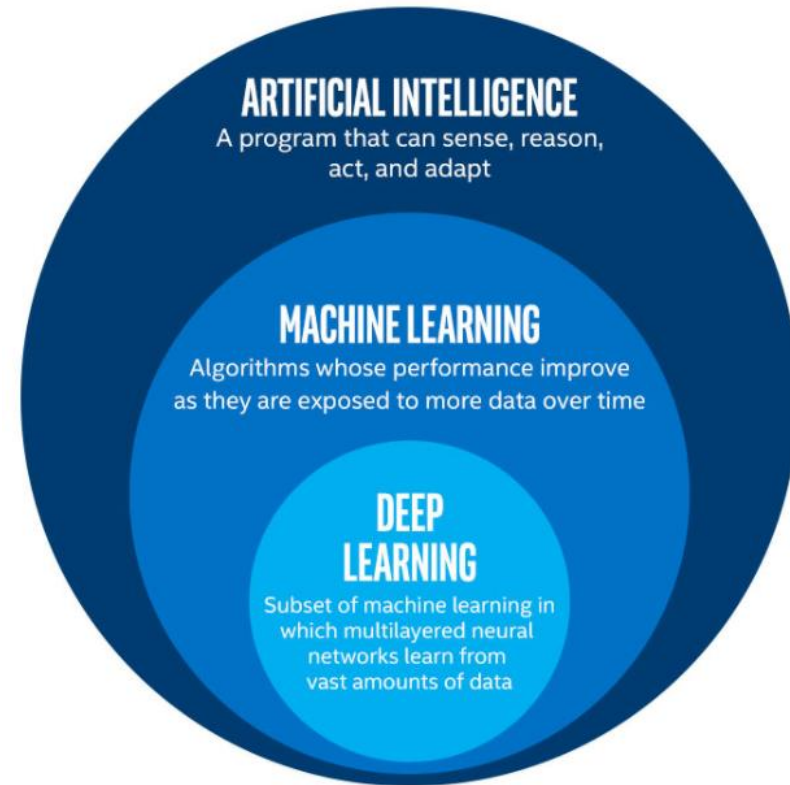 ARTIFICIAL INTELLIGENCE
A program that can sense, reason,
act, and adapt
MACHINE LEARNING
Algorithms whose performance improve
as they are exposed to more data over time
DEEP
LEARNING
Subset of machine learning in
which multilayered neural
networks learn from
vast amounts of data